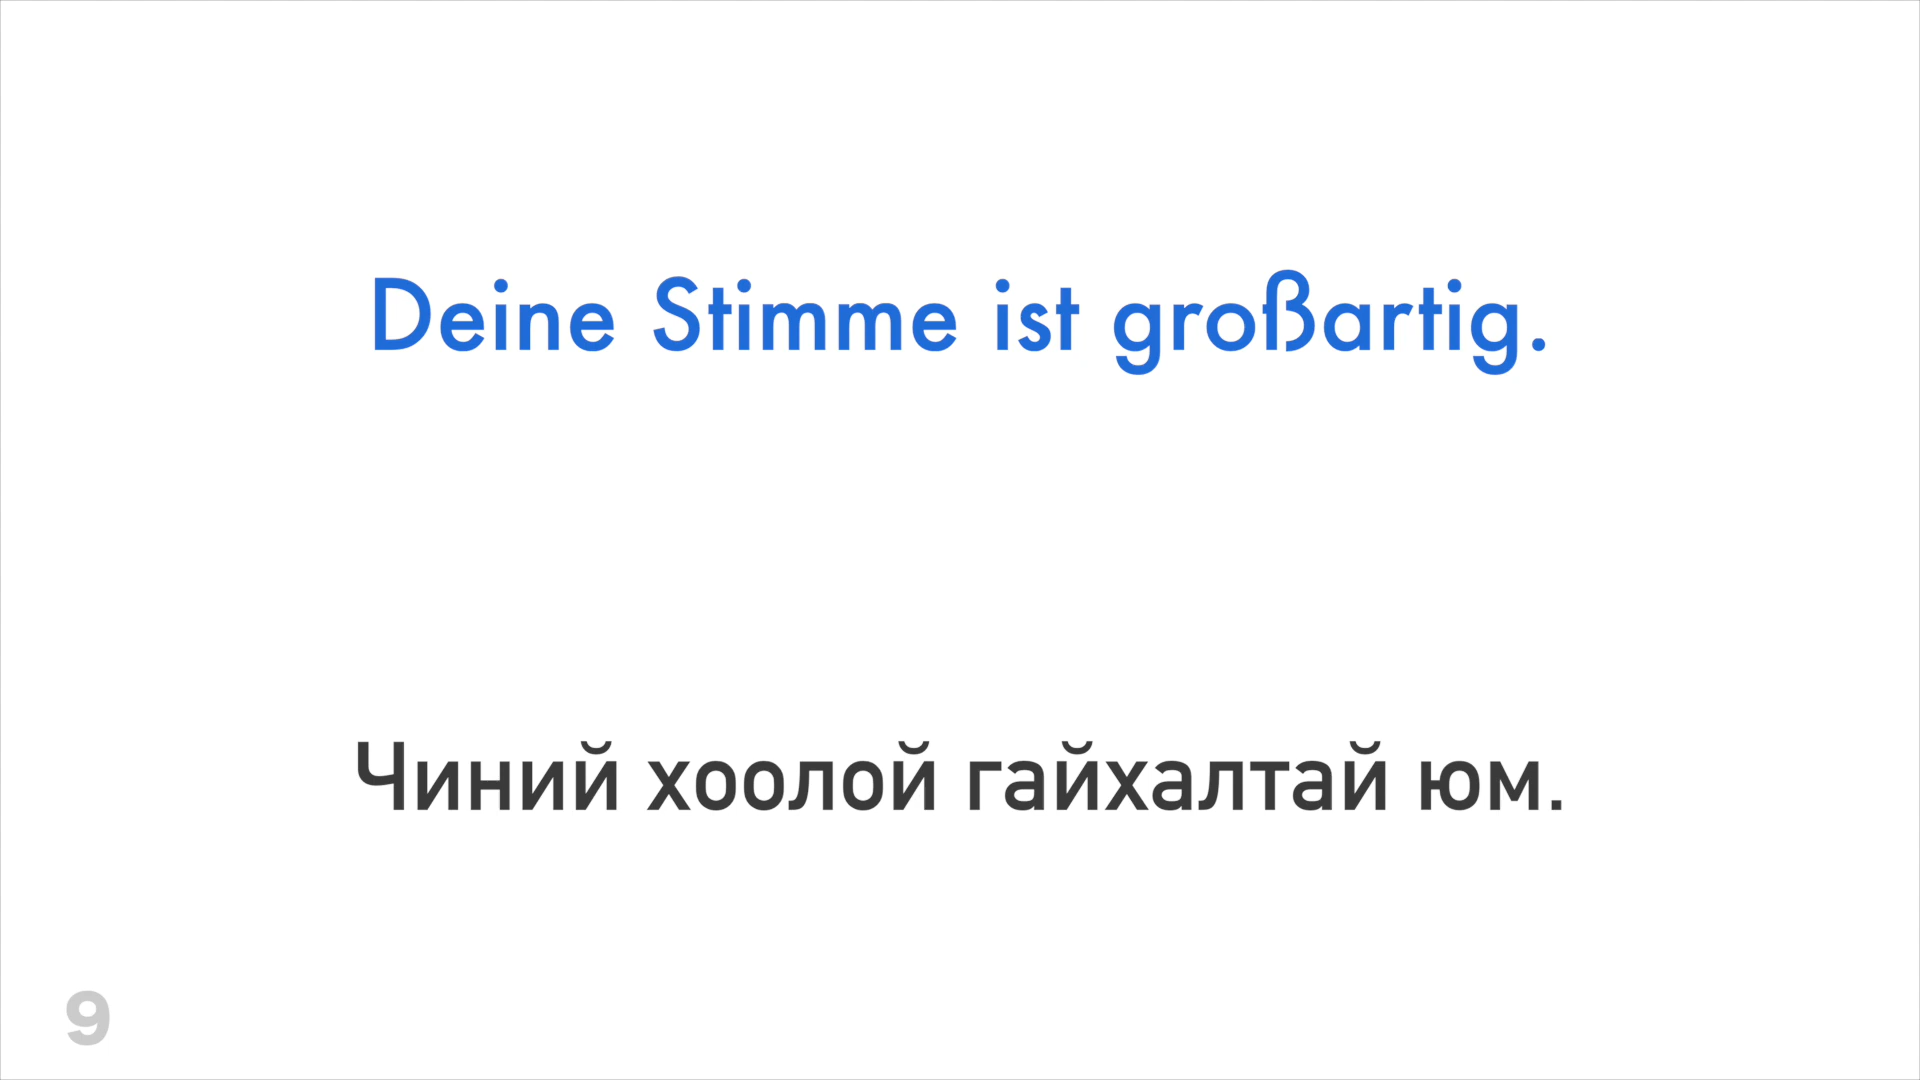 Deine Stimme ist großartig.
Чиний хоолой гайхалтай юм.
9